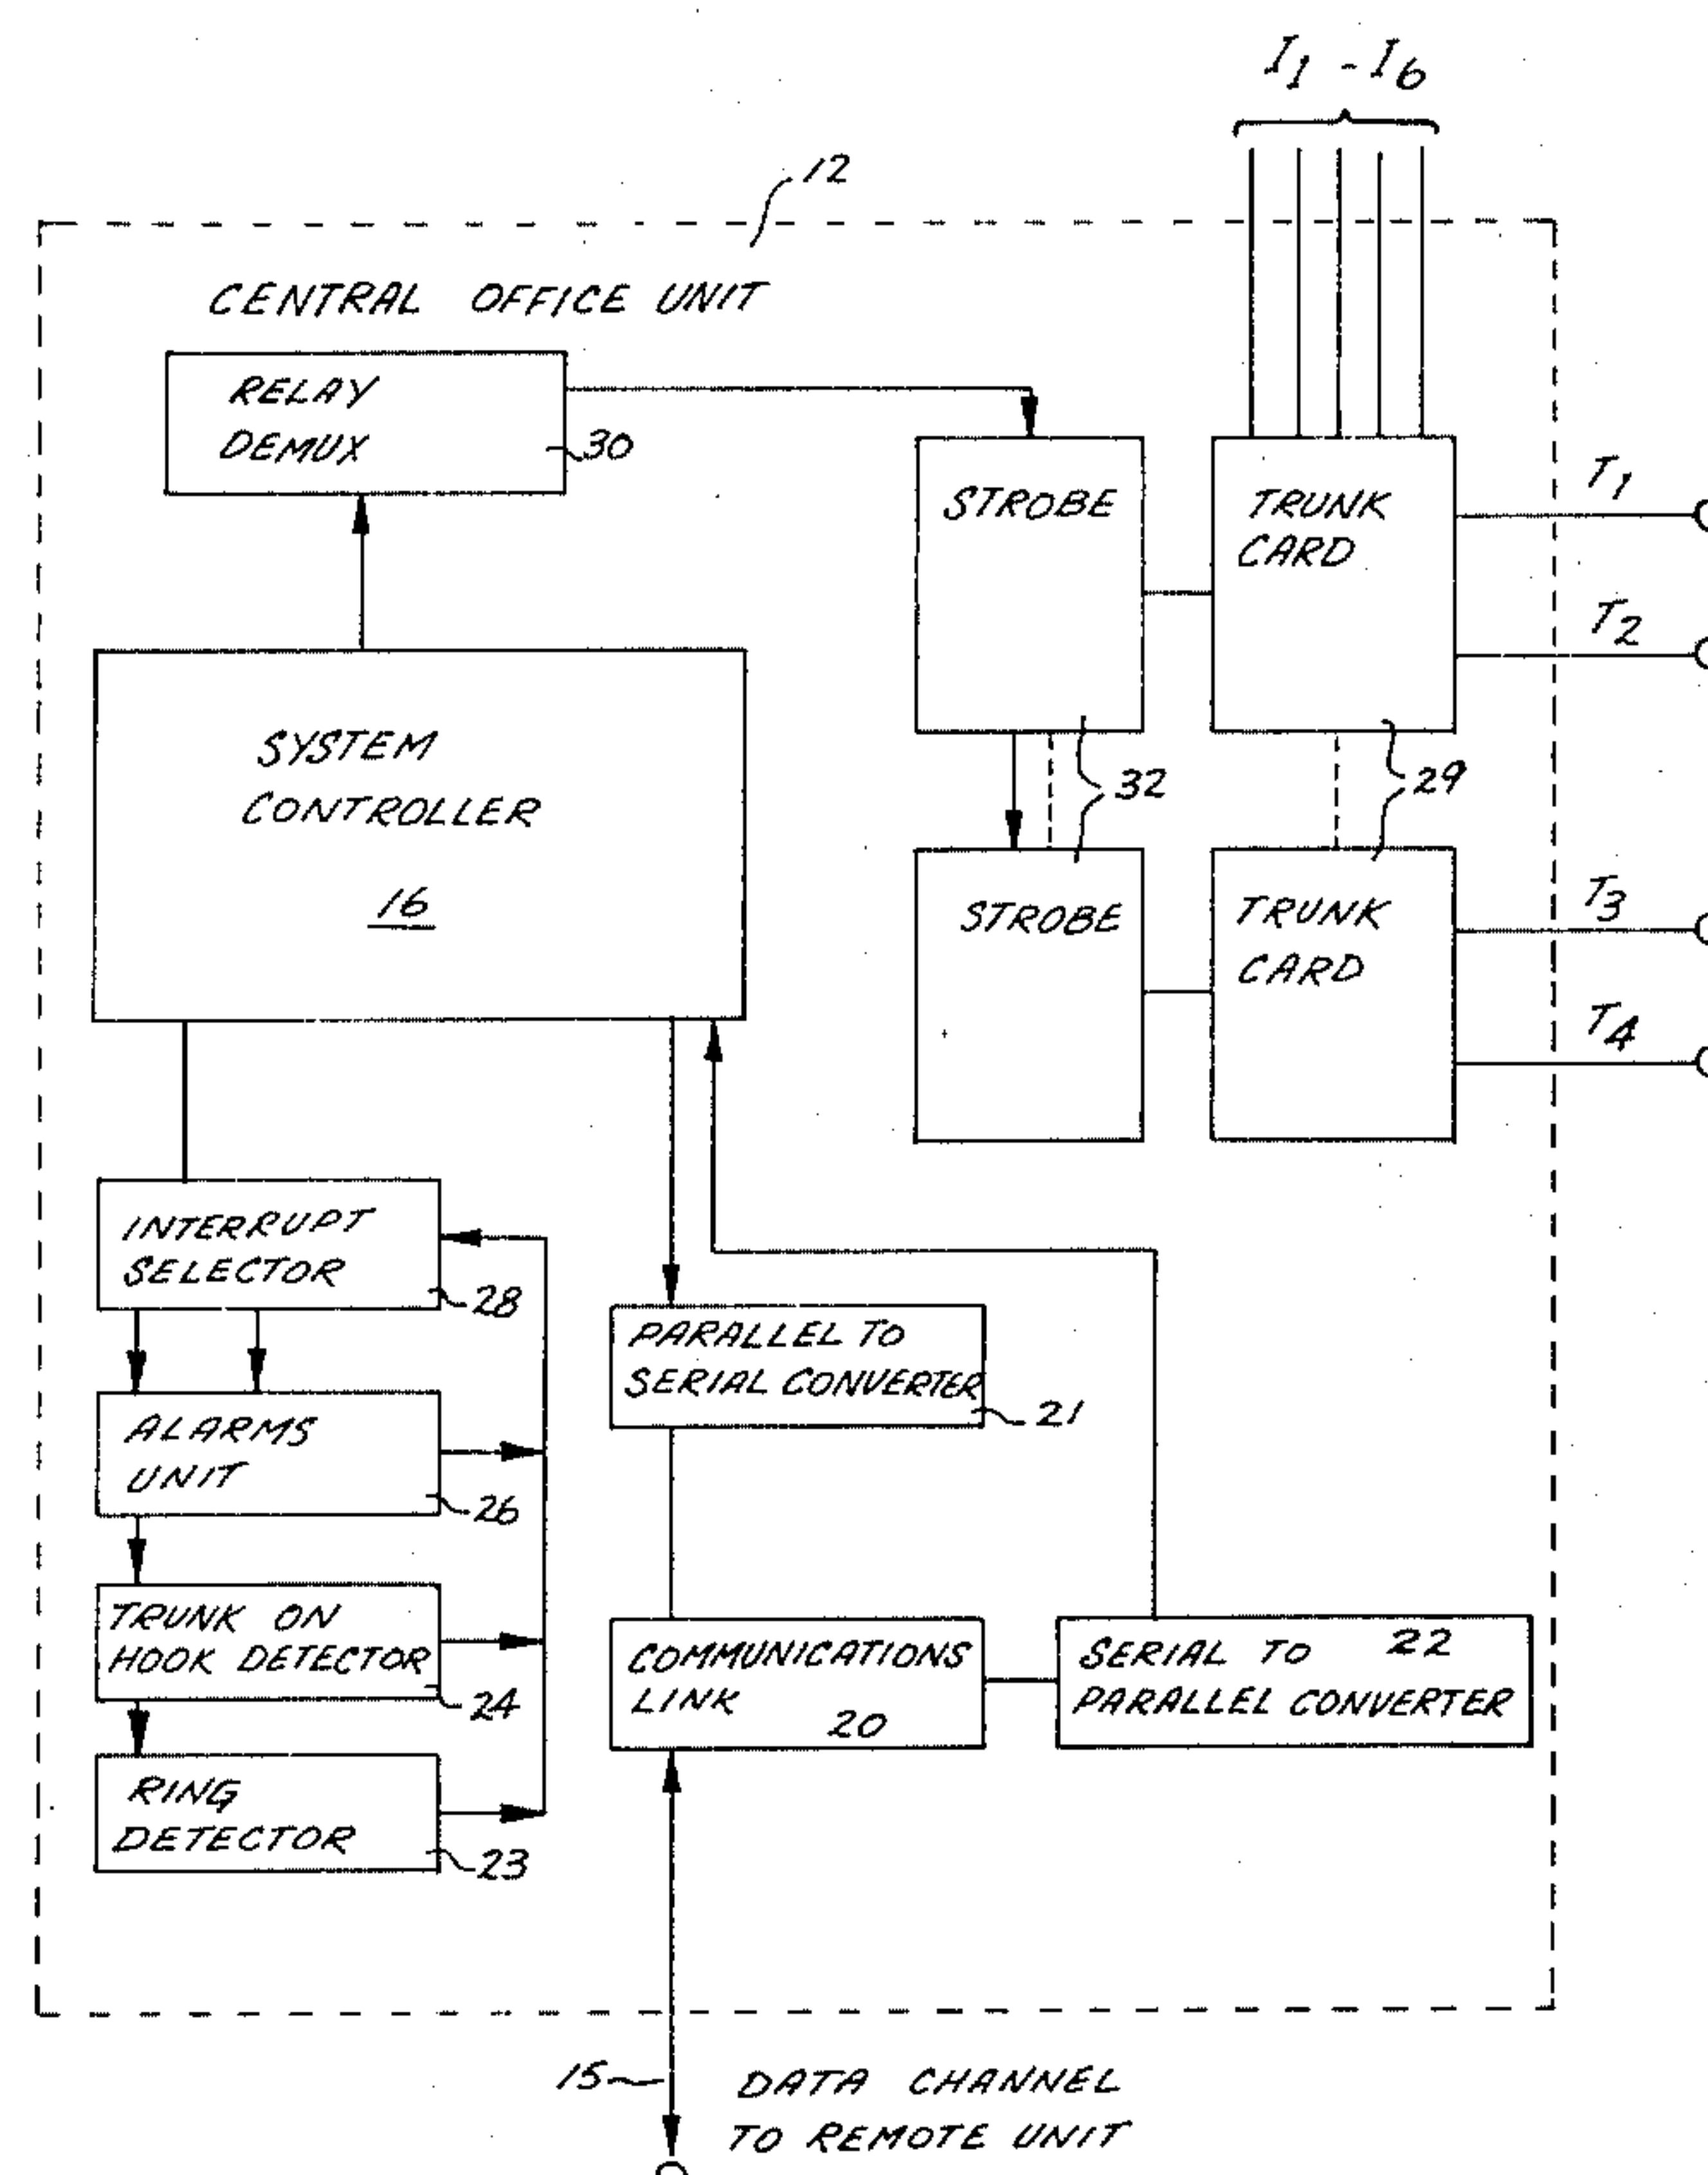 I1 - I6
12
CENTRAL OFFICE UNIT
RELAY
DEMUX
30
STROBE
TRUNK
CARD
T1
T2
SYSTEM
CONTROLLER
16
32
29
STROBE
TRUNK
CARD
T3
T4
INTERRUPT
SELECTOR
28
PARALLEL TO
SERIAL CONVERTER
21
ALARMS
UNIT
26
TRUNK ON
HOOK DETECTOR
24
COMMUNICATIONS
LINK
20
SERIAL TO 22
PARALLEL CONVERTER
RING
DETECTOR
23
15
DATA CHANNEL
TO REMOTE UNIT